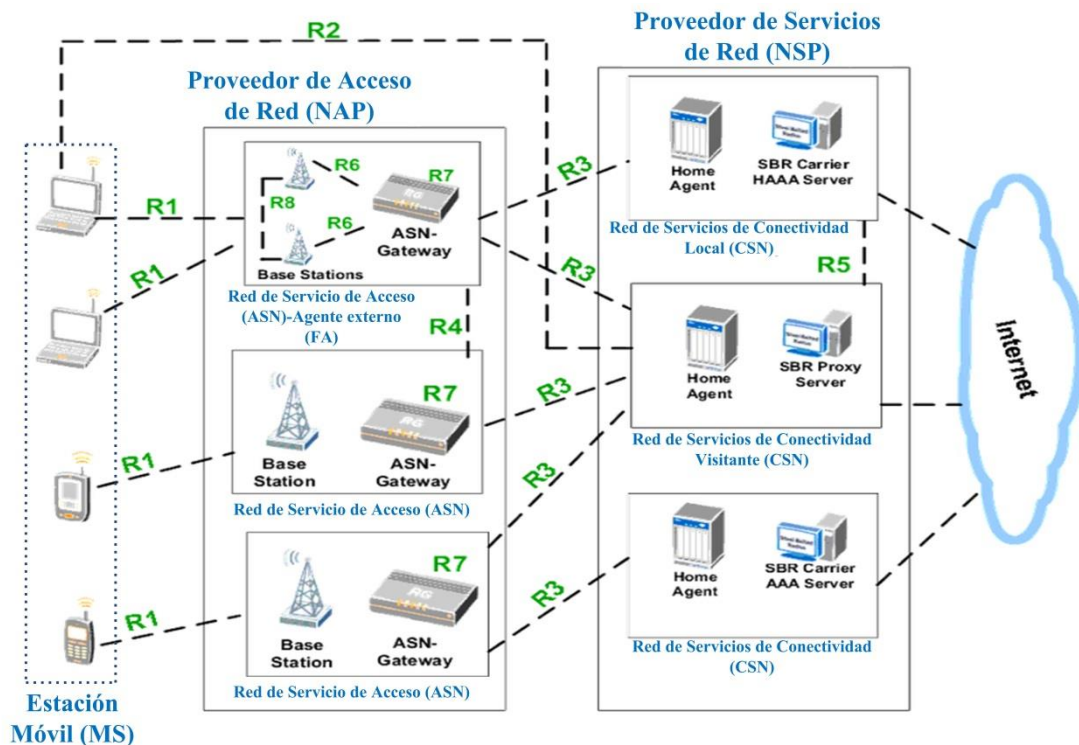 R2
Proveedor de Servicios
de Red (NSP)
Proveedor de Acceso
de Red (NAP)
R1
R1
R1
R1
Estación
Móvil (MS)
R6
R8
R6
R7
ASN-
Gateway
Base Stations
Red de Servicio de Acceso
(ASN)-Agente externo
(FA)
R4
R7
Base
Station
ASN-
Gateway
Red de Servicio de Acceso (ASN)
R7
Base
Station
ASN-
Gateway
Red de Servicio de Acceso (ASN)
R3
R3
R3
R3
R3
Home
Agent
SBR Carrier
HAAA Server
Red de Servicios de Conectividad
Local (CSN)
R5
Home
Agent
SBR Proxy
Server
Red de Servicios de Conectividad
Visitante (CSN)
Home
Agent
SBR Carrier
AAA Server
Red de Servicios de Conectividad
(CSN)
Internet